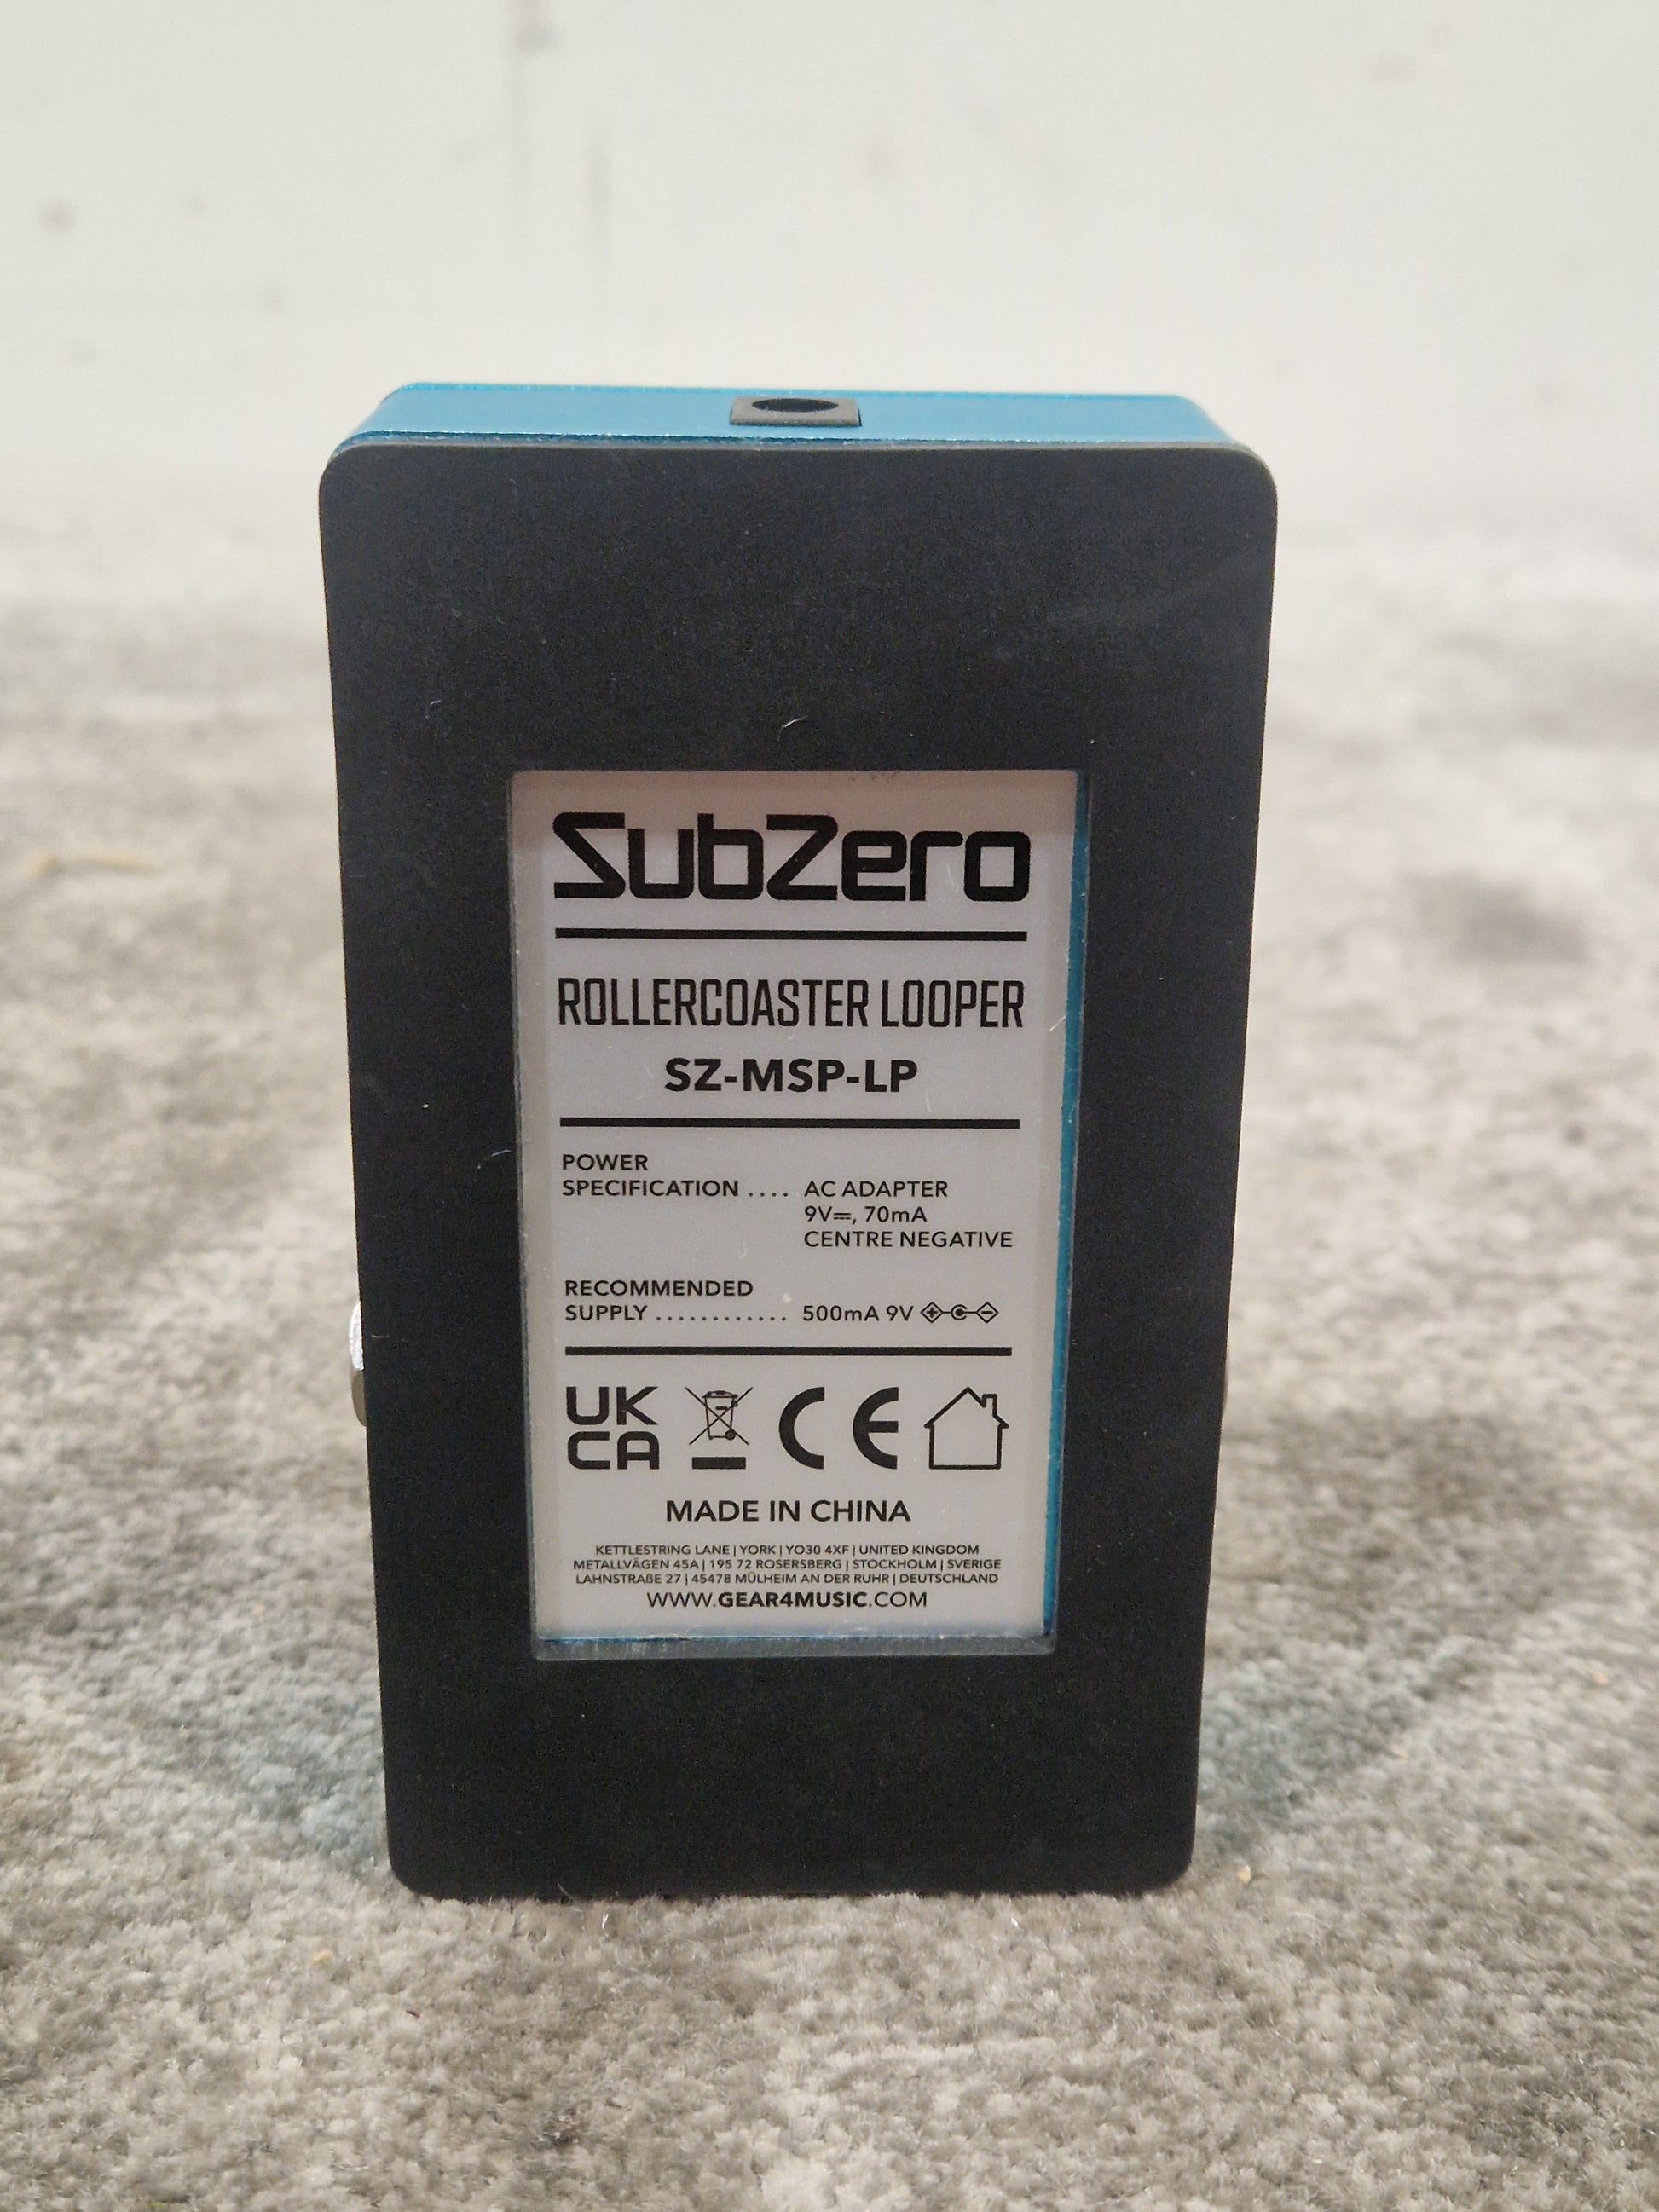 SubZero
ROLLERCOASTER LOOPER
SZ-MSP-LP
POWER
SPECIFICATION .... AC ADAPTER
9V⎓, 70mA
CENTRE NEGATIVE
RECOMMENDED
SUPPLY ............ 500mA 9V
UK
CA
CE
MADE IN CHINA
KETTLESTRING LANE | YORK | YO30 4XF | UNITED KINGDOM
METALLVÄGEN 45A | 195 72 ROSERSBERG | STOCKHOLM | SVERIGE
LAHNSTRAßE 27 | 45478 MÜLHEIM AN DER RUHR | DEUTSCHLAND
WWW.GEAR4MUSIC.COM